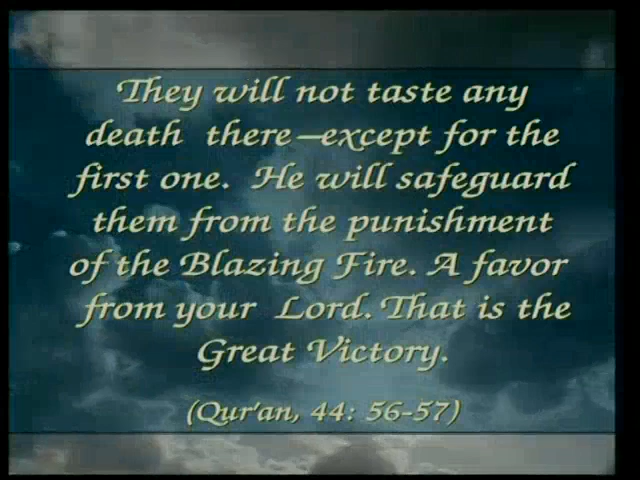 They will not taste any
death there—except for the
first one. He will safeguard
them from the punishment
of the Blazing Fire. A favor
from your Lord. That is the
Great Victory.
(Qur'an, 44: 56-57)